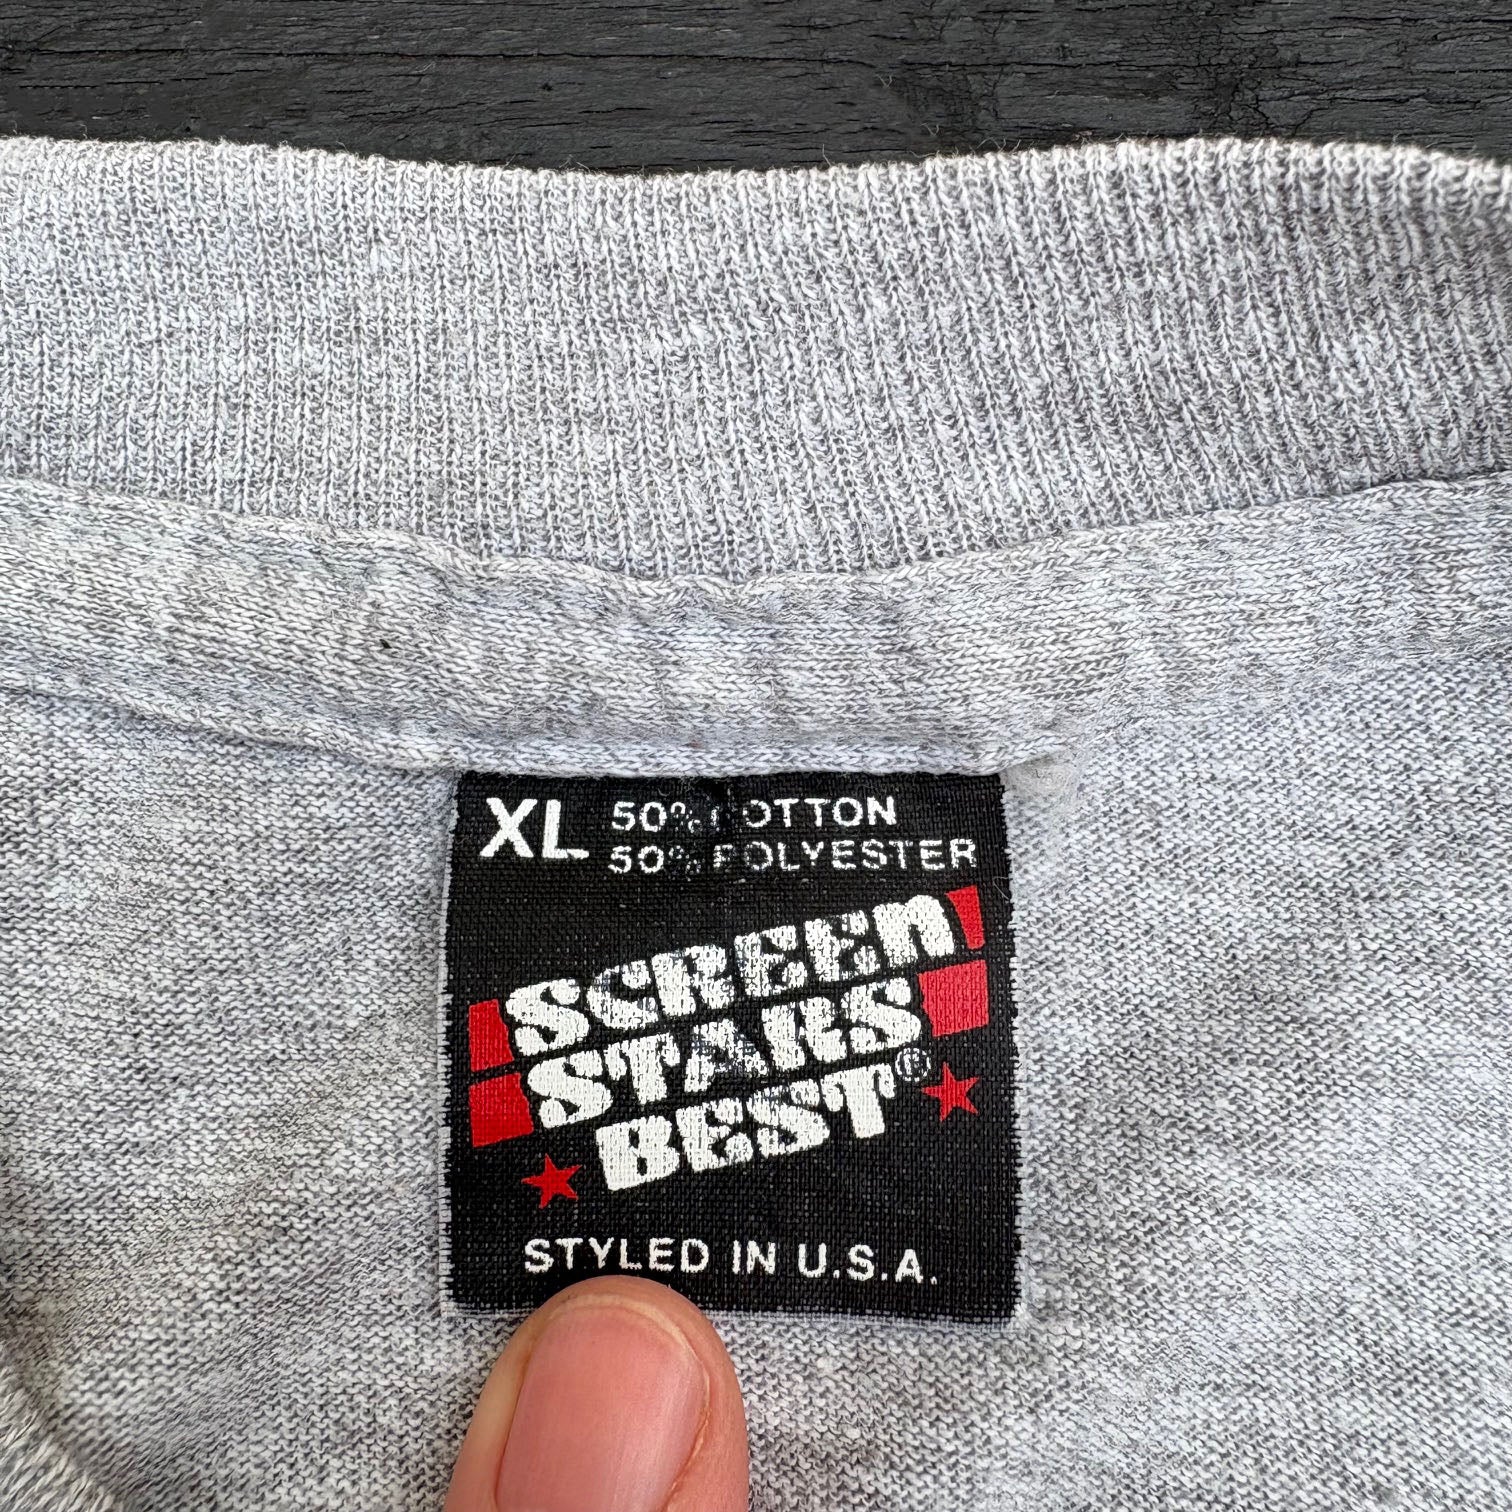 XL 50% COTTON
50% POLYESTER
SCREEN
STARS
BEST®
STYLED IN U.S.A.